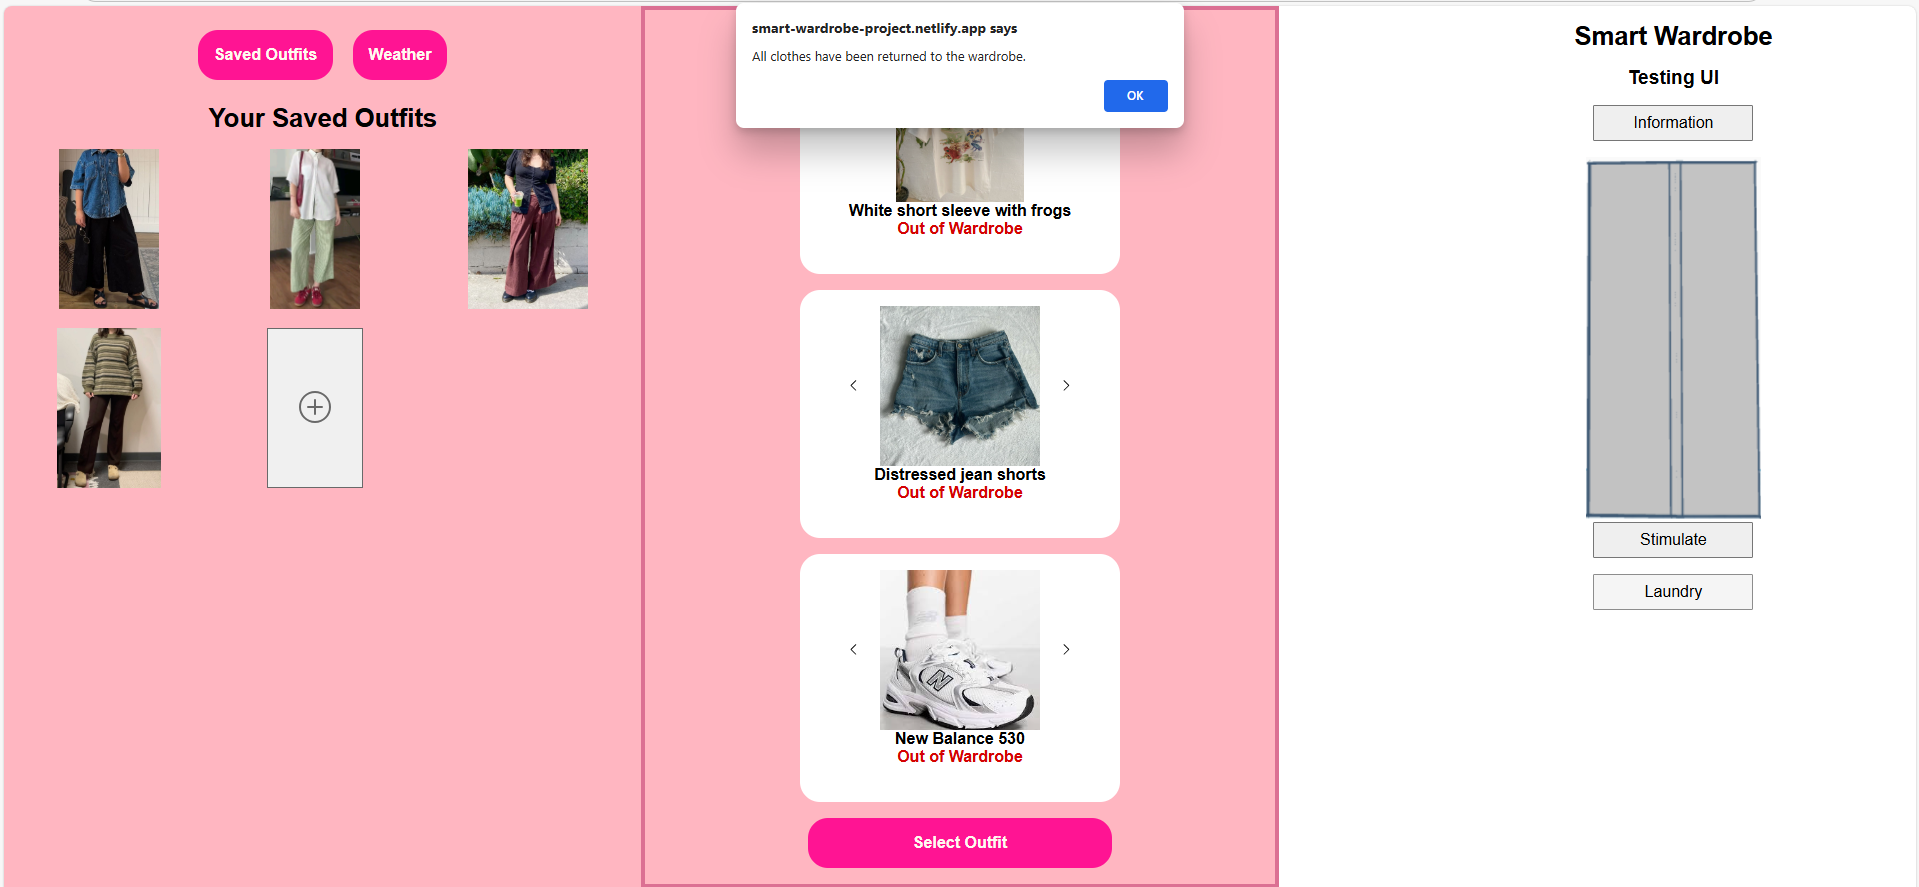 smart-wardrobe-project.netlify.app says
All clothes have been returned to the wardrobe.
OK
Saved Outfits
Weather
Your Saved Outfits
White short sleeve with frogs
Out of Wardrobe
Distressed jean shorts
Out of Wardrobe
N
New Balance 530
Out of Wardrobe
Select Outfit
Smart Wardrobe
Testing UI
Information
Stimulate
Laundry